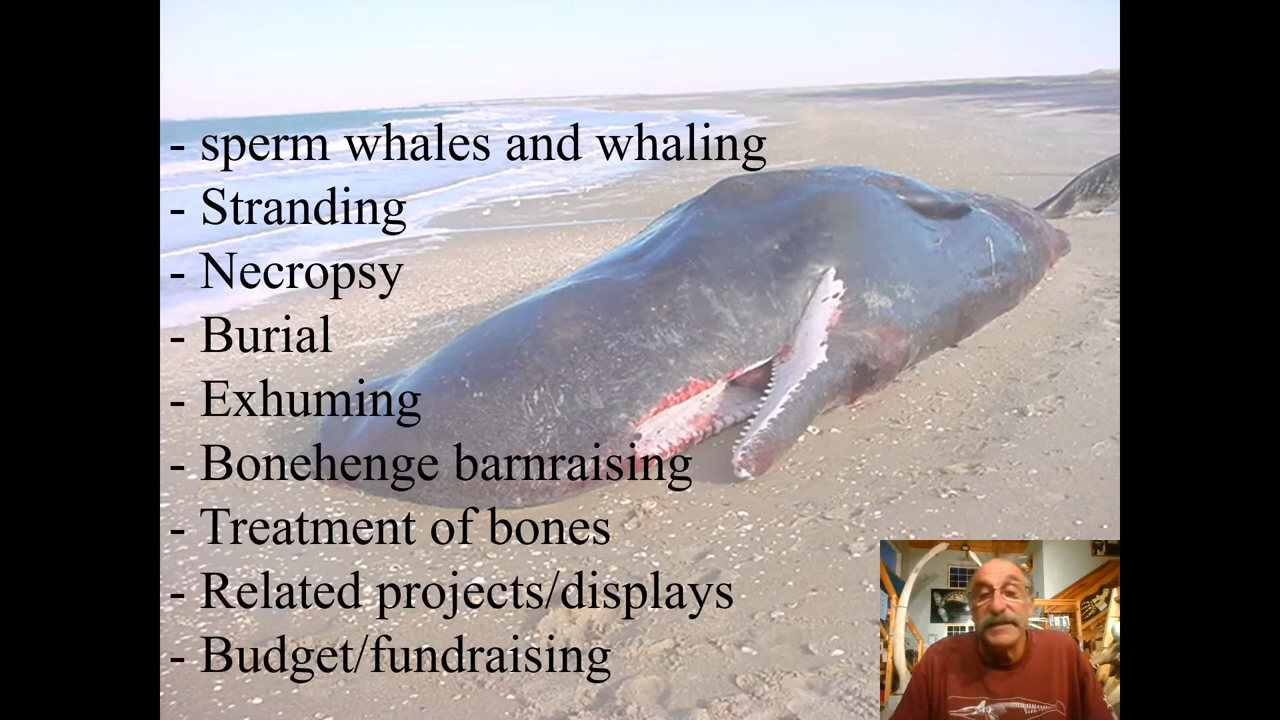 - sperm whales and whaling
- Stranding
- Necropsy
- Burial
- Exhuming
- Bonehenge barnraising
- Treatment of bones
- Related projects/displays
- Budget/fundraising